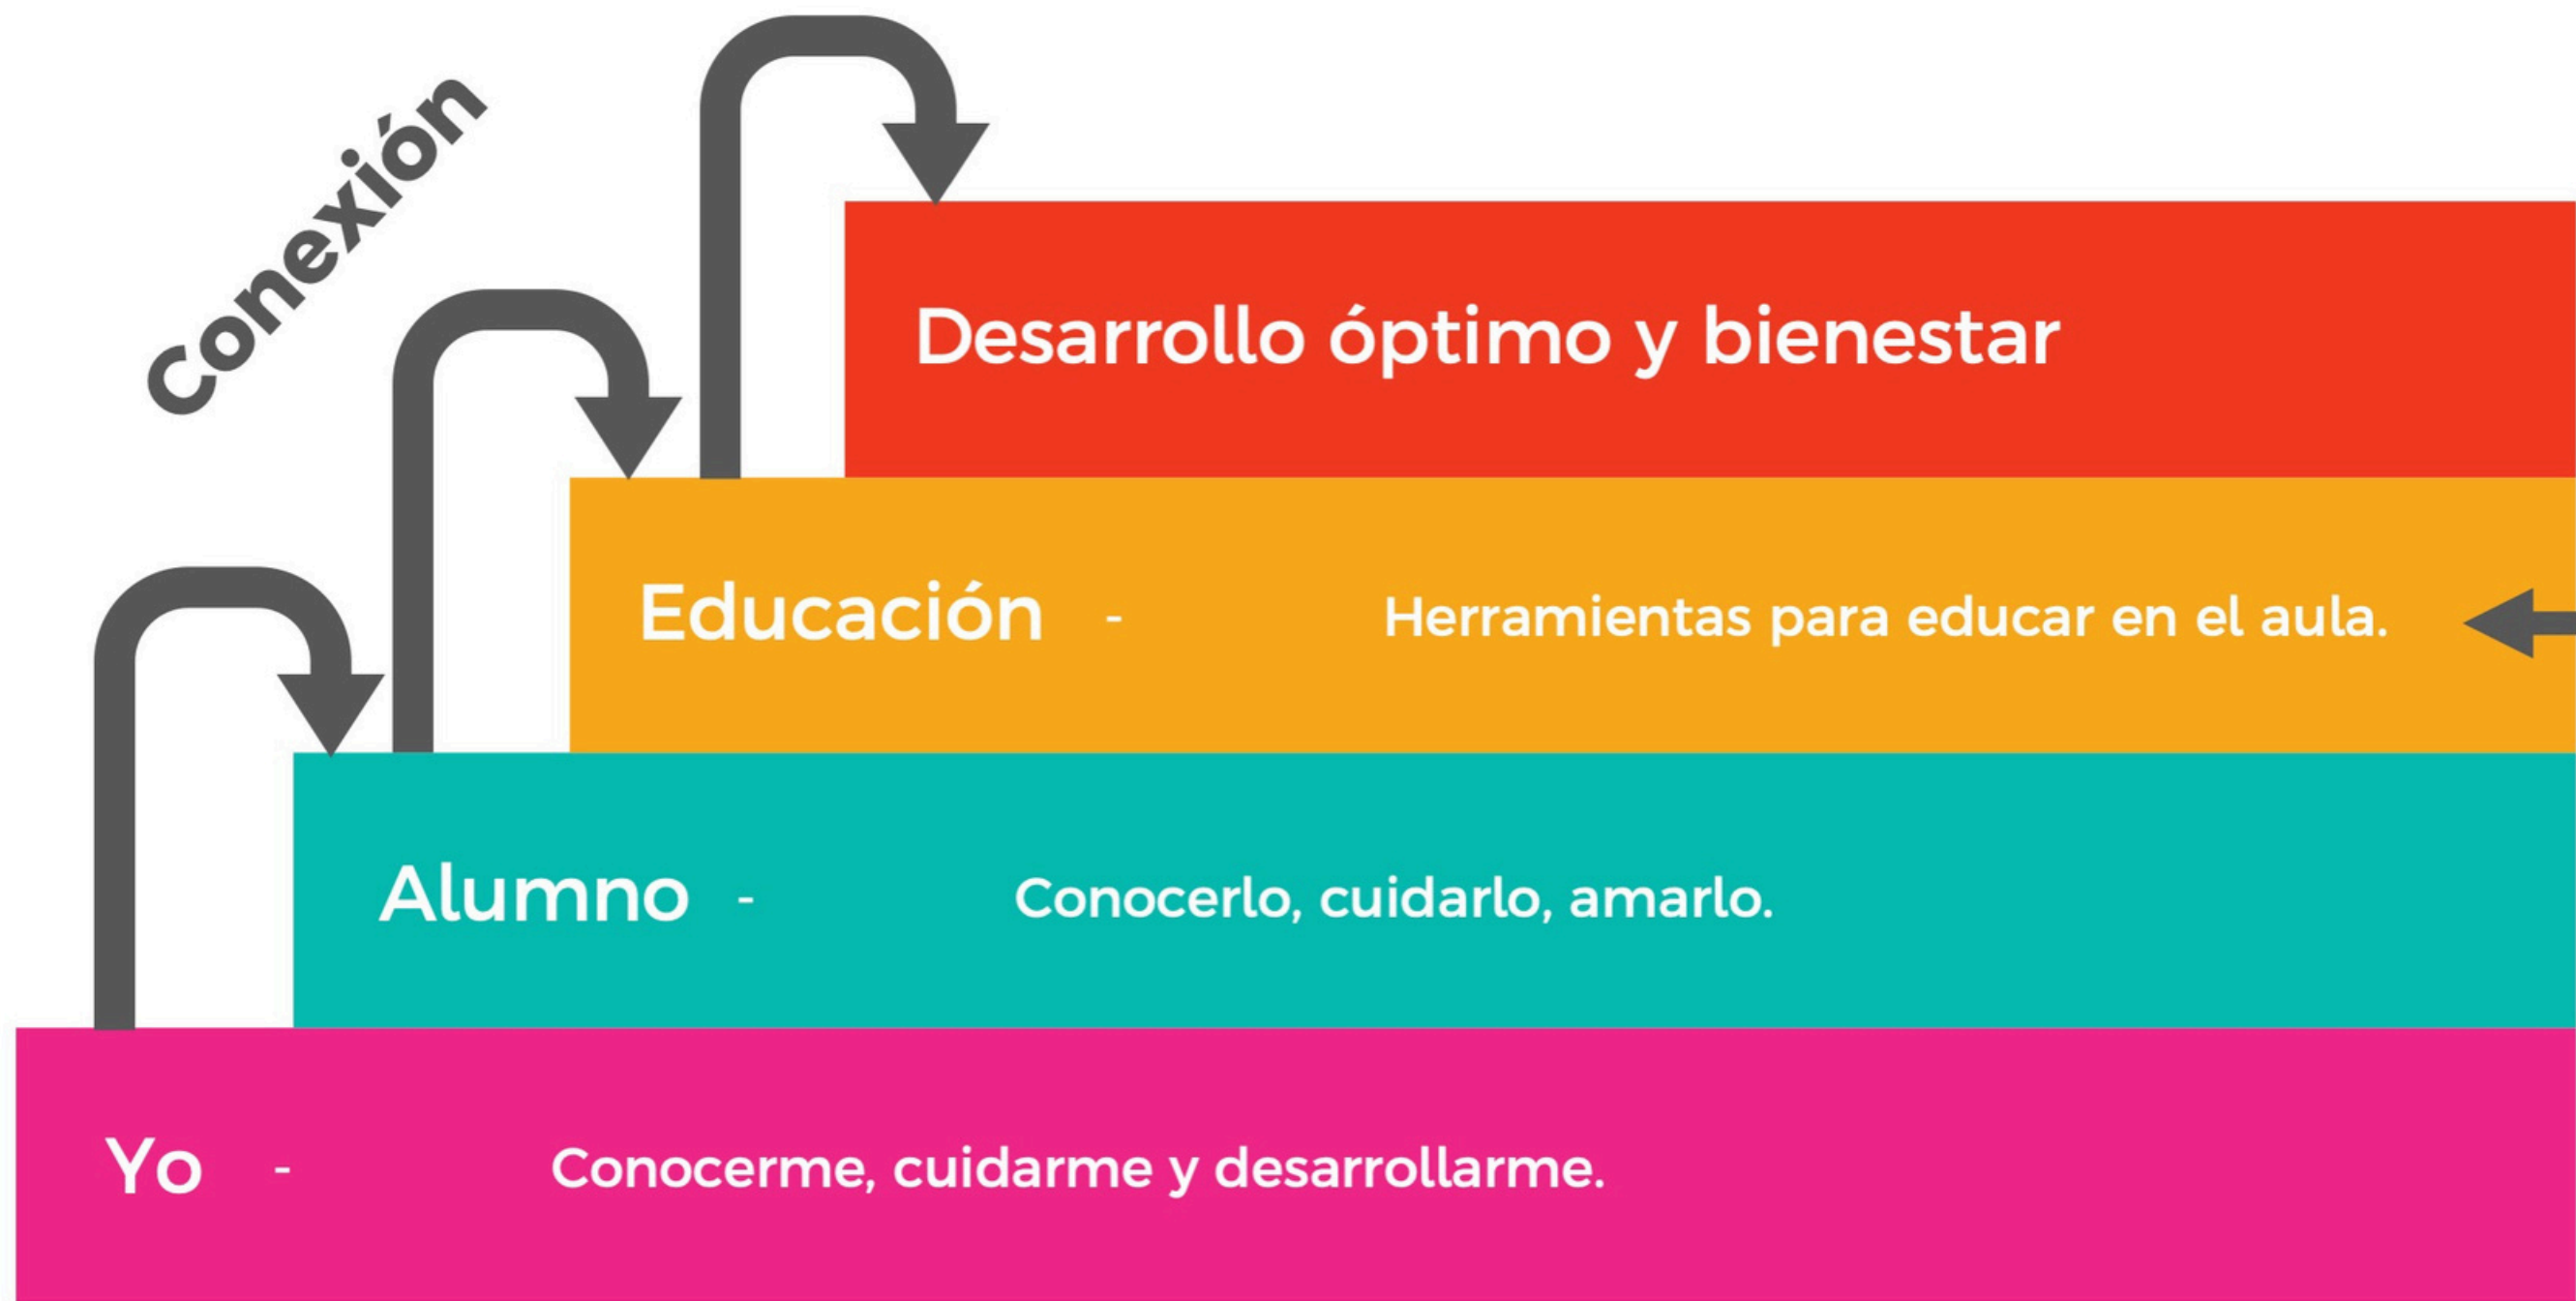 Conexión
Desarrollo óptimo y bienestar
Educación - Herramientas para educar en el aula.
Alumno - Conocerlo, cuidarlo, amarlo.
Yo - Conocerme, cuidarme y desarrollarme.